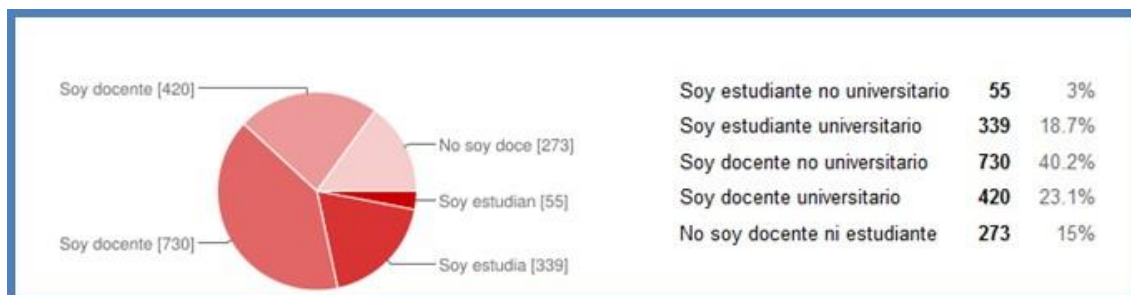 Soy docente [420]
No soy doce [273]
Soy estudian [55]
Soy docente [730]
Soy estudia [339]
Soy estudiante no universitario 55 3%
Soy estudiante universitario 339 18.7%
Soy docente no universitario 730 40.2%
Soy docente universitario 420 23.1%
No soy docente ni estudiante 273 15%